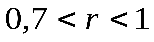 0,7 < r < 1